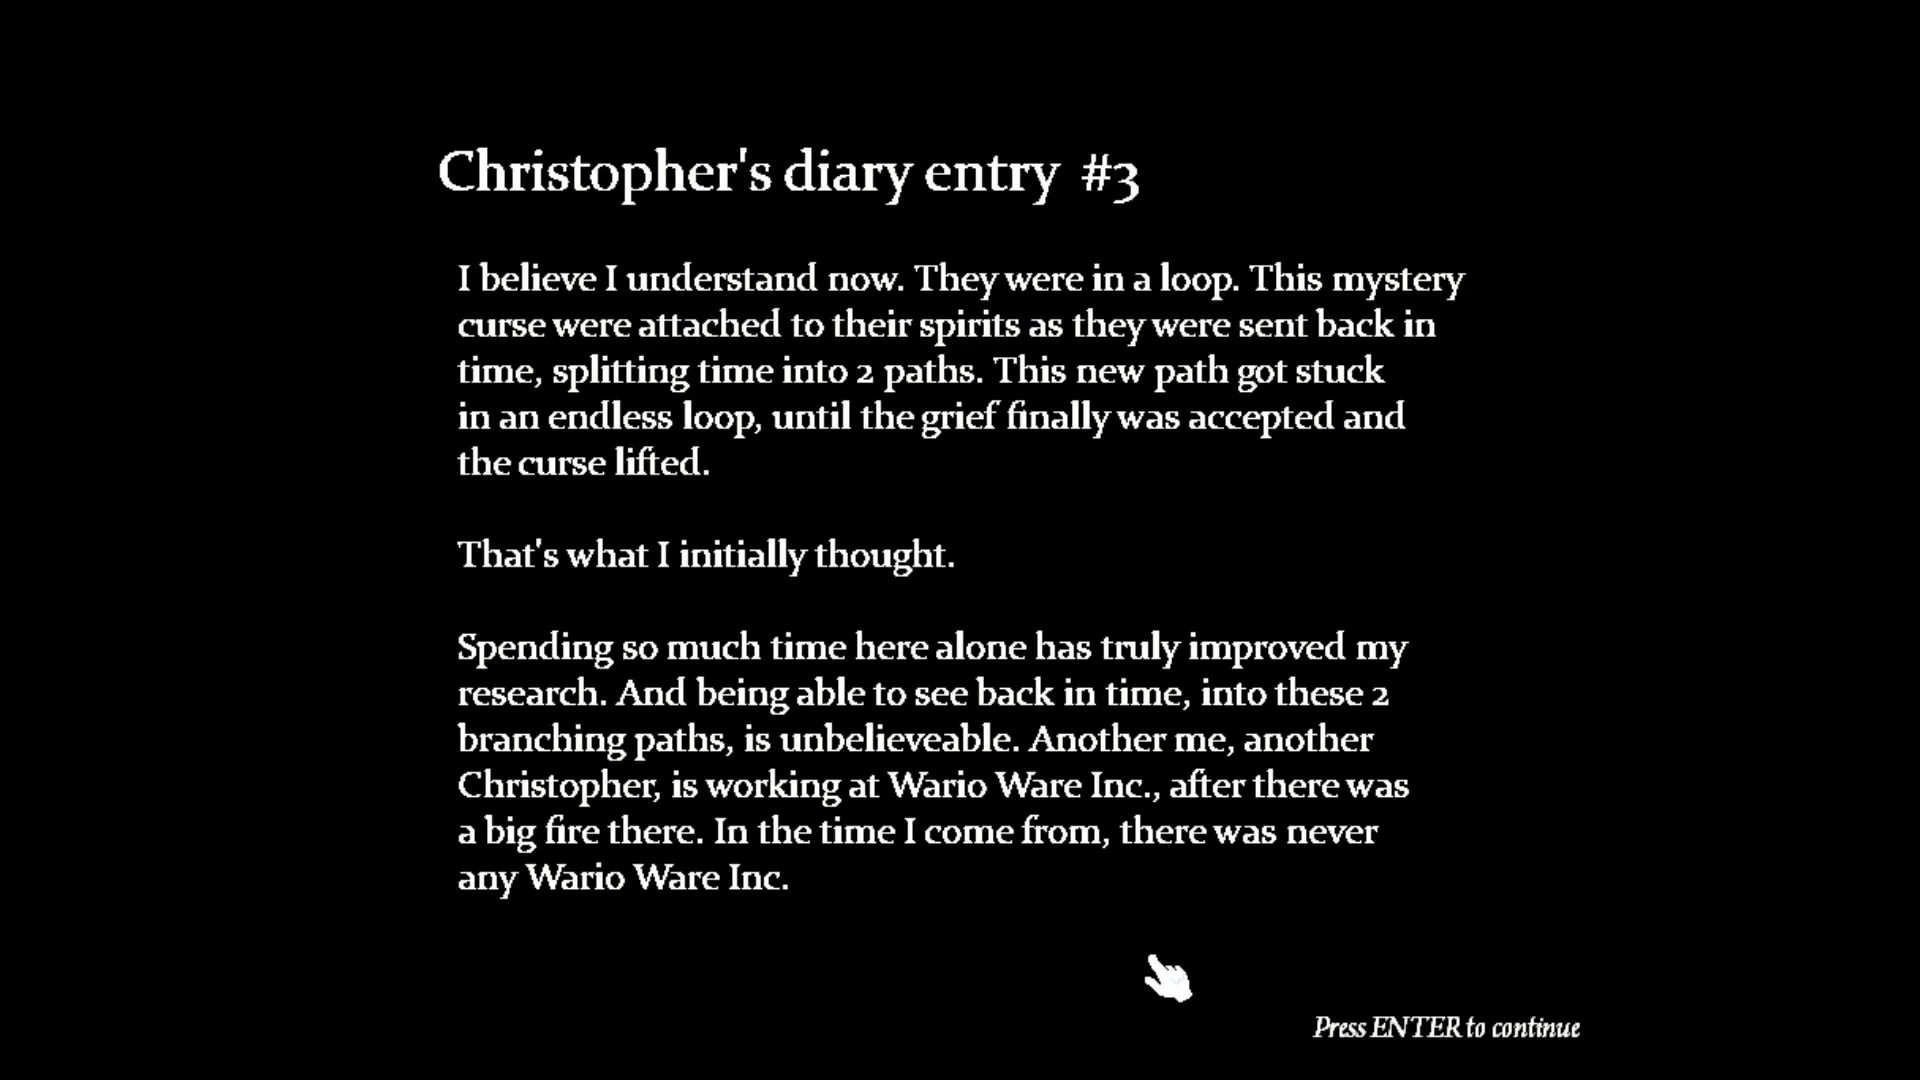 Christopher's diary entry #3
I believe I understand now. They were in a loop. This mystery
curse were attached to their spirits as they were sent back in
time, splitting time into 2 paths. This new path got stuck
in an endless loop, until the grief finally was accepted and
the curse lifted.
That's what I initially thought.
Spending so much time here alone has truly improved my
research. And being able to see back in time, into these 2
branching paths, is unbelieveable. Another me, another
Christopher, is working at Wario Ware Inc., after there was
a big fire there. In the time I come from, there was never
any Wario Ware Inc.
Press ENTER to continue